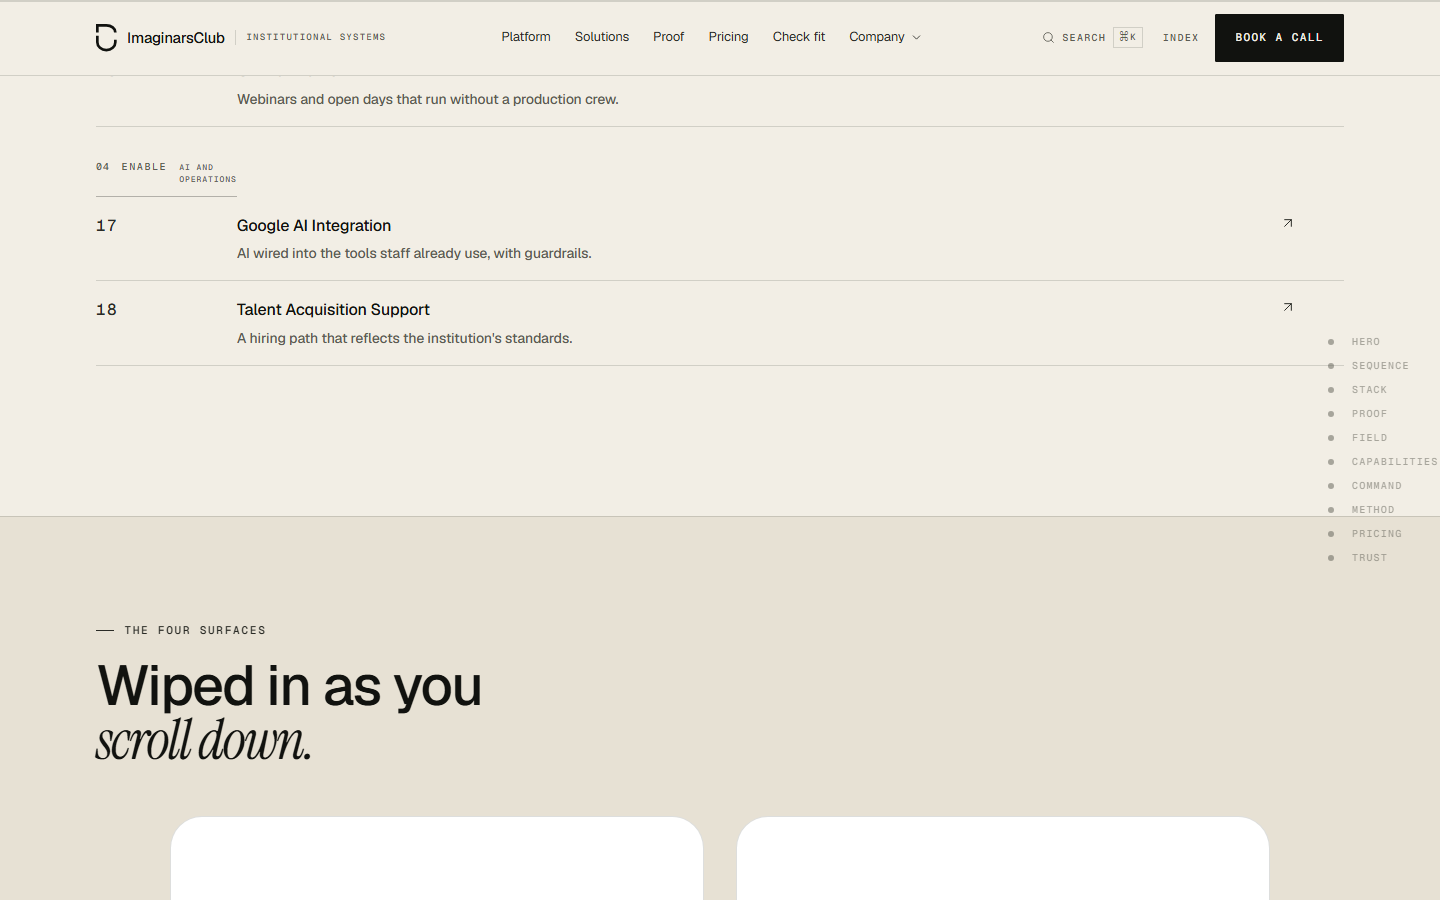 ImaginarsClub
INSTITUTIONAL SYSTEMS
Platform
Solutions
Proof
Pricing
Check fit
Company
SEARCH
⌘K
INDEX
BOOK A CALL
Webinars and open days that run without a production crew.
04 ENABLE
AI AND
OPERATIONS
17
Google AI Integration
AI wired into the tools staff already use, with guardrails.
18
Talent Acquisition Support
A hiring path that reflects the institution's standards.
HERO
SEQUENCE
STACK
PROOF
FIELD
CAPABILITIES
COMMAND
METHOD
PRICING
TRUST
THE FOUR SURFACES
Wiped in as you
scroll down.